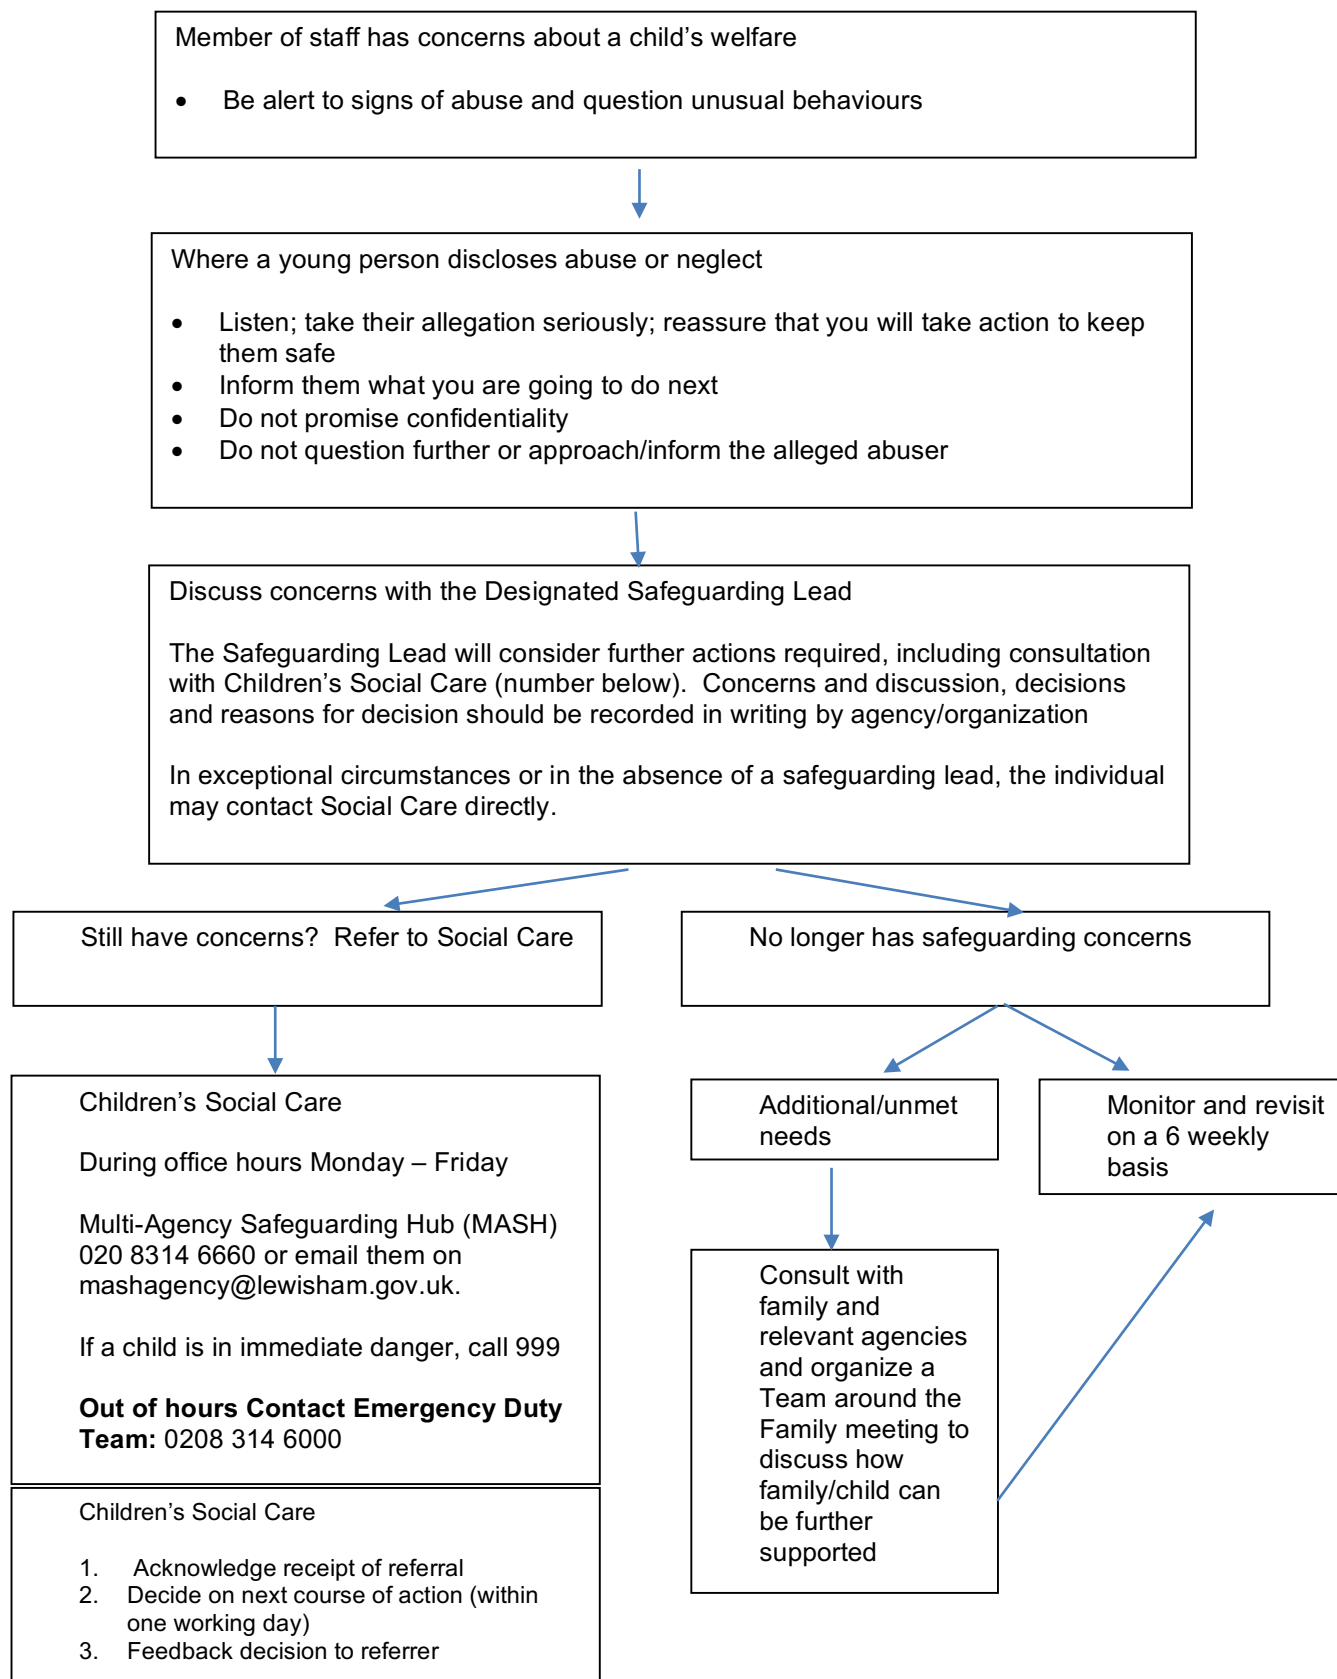 Member of staff has concerns about a child’s welfare
• Be alert to signs of abuse and question unusual behaviours
Where a young person discloses abuse or neglect
• Listen; take their allegation seriously; reassure that you will take action to keep
them safe
• Inform them what you are going to do next
• Do not promise confidentiality
• Do not question further or approach/inform the alleged abuser
Discuss concerns with the Designated Safeguarding Lead
The Safeguarding Lead will consider further actions required, including consultation
with Children’s Social Care (number below).  Concerns and discussion, decisions
and reasons for decision should be recorded in writing by agency/organization
In exceptional circumstances or in the absence of a safeguarding lead, the individual
may contact Social Care directly.
Still have concerns?  Refer to Social Care
No longer has safeguarding concerns
Children’s Social Care
During office hours Monday – Friday
Multi-Agency Safeguarding Hub (MASH)
020 8314 6660 or email them on
mashagency@lewisham.gov.uk.
If a child is in immediate danger, call 999
Out of hours Contact Emergency Duty
Team: 0208 314 6000
Children’s Social Care
1. Acknowledge receipt of referral
2. Decide on next course of action (within
one working day)
3. Feedback decision to referrer
Additional/unmet
needs
Monitor and revisit
on a 6 weekly
basis
Consult with
family and
relevant agencies
and organize a
Team around the
Family meeting to
discuss how
family/child can
be further
supported